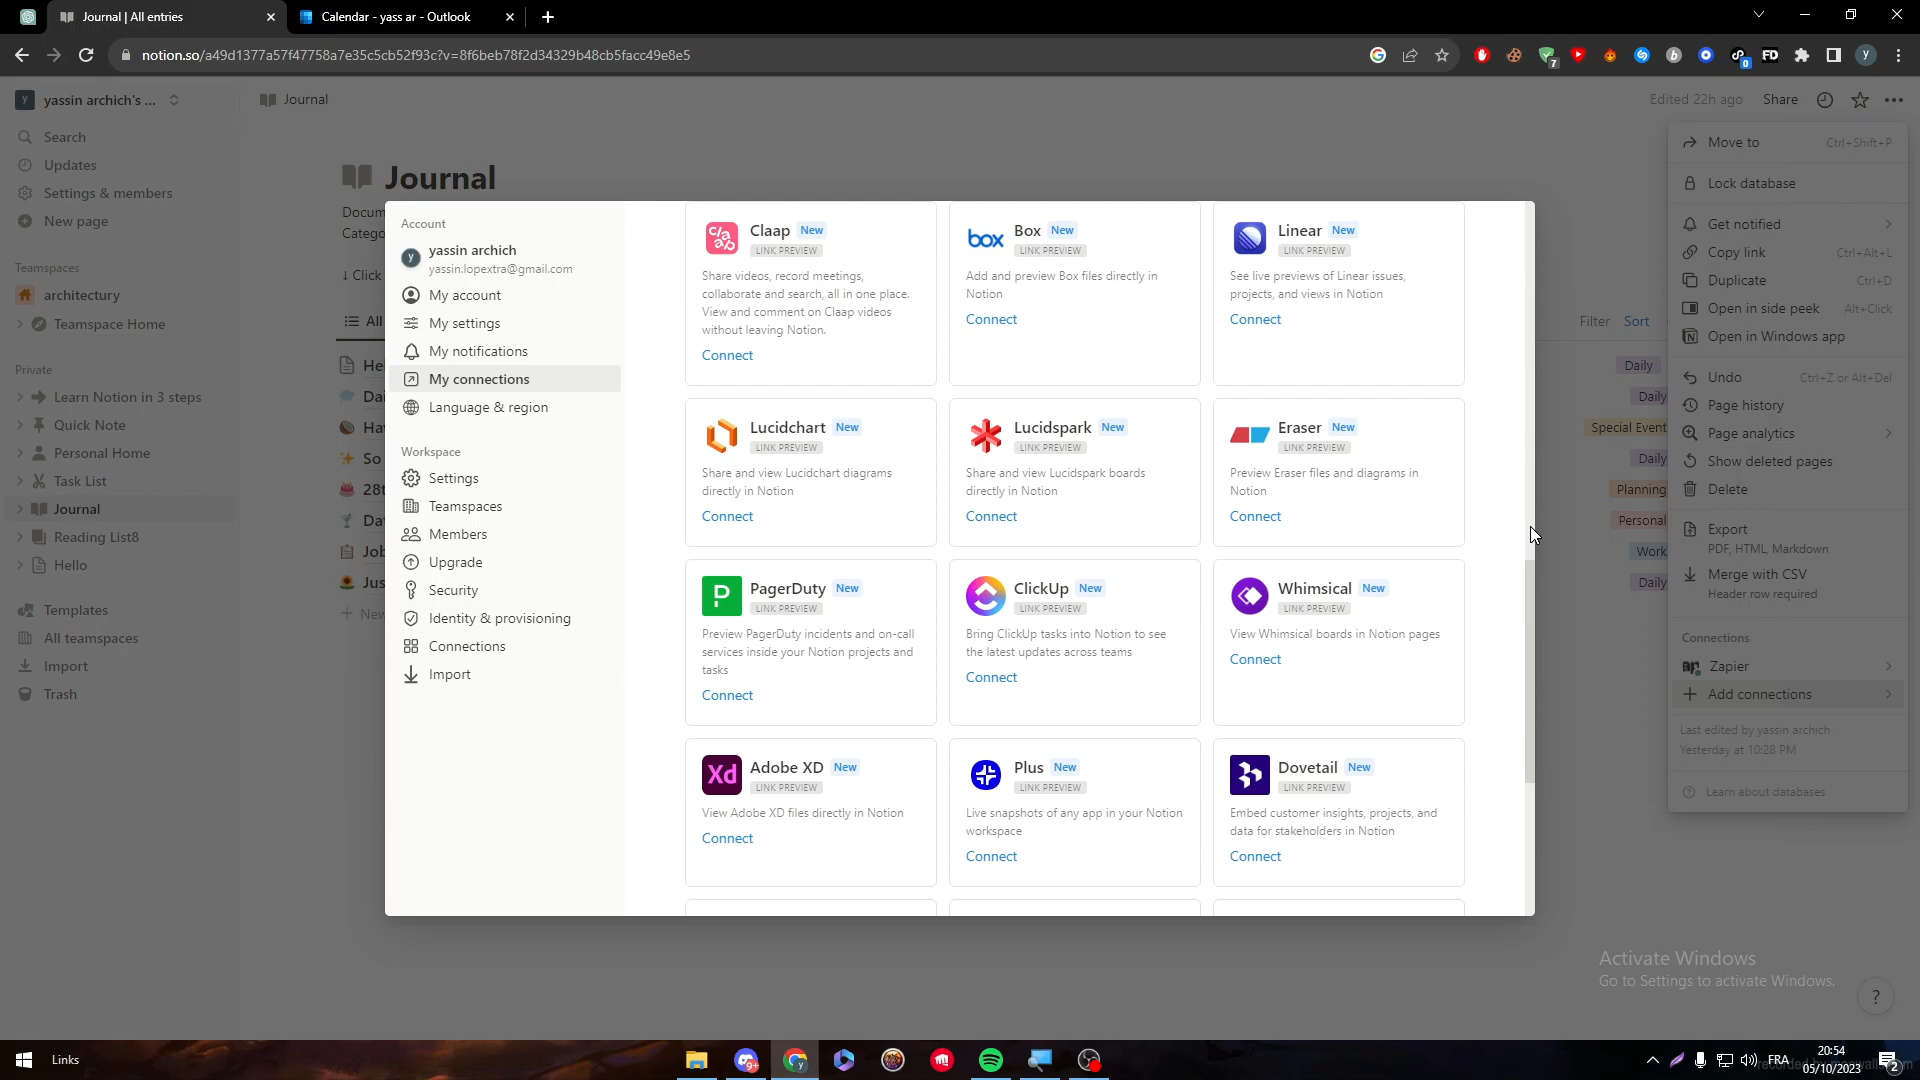 Journal | All entries
Calendar - yass ar - Outlook
notion.so/a49d1377a57f47758a7e35c5cb52f93c?v=8f6beb78f2d34329b48cb5facc49e8e5
yassin archich's ...
Search
Updates
Settings & members
New page
Teamspaces
architectury
Teamspace Home
Private
Learn Notion in 3 steps
Quick Note
Personal Home
Task List
Journal
Reading List8
Hello
Templates
All teamspaces
Import
Trash
Journal
Edited 22h ago
Share
Journal
Docum
Catego
↓ Click
All
Filter
Sort
Hel
Dai
Hav
So
28t
Dat
Job
Jus
+ New
Daily
Daily
Special Event
Daily
Planning
Personal
Work
Daily
Account
yassin archich
yassin.lopextra@gmail.com
My account
My settings
My notifications
My connections
Language & region
Workspace
Settings
Teamspaces
Members
Upgrade
Security
Identity & provisioning
Connections
Import
Claap New
LINK PREVIEW
Share videos, record meetings,
collaborate and search, all in one place.
View and comment on Claap videos
without leaving Notion.
Connect
box
Box New
LINK PREVIEW
Add and preview Box files directly in
Notion
Connect
Linear New
LINK PREVIEW
See live previews of Linear issues,
projects, and views in Notion
Connect
Lucidchart New
LINK PREVIEW
Share and view Lucidchart diagrams
directly in Notion
Connect
Lucidspark New
LINK PREVIEW
Share and view Lucidspark boards
directly in Notion
Connect
Eraser New
LINK PREVIEW
Preview Eraser files and diagrams in
Notion
Connect
PagerDuty New
LINK PREVIEW
Preview PagerDuty incidents and on-call
services inside your Notion projects and
tasks
Connect
ClickUp New
LINK PREVIEW
Bring ClickUp tasks into Notion to see
the latest updates across teams
Connect
Whimsical New
LINK PREVIEW
View Whimsical boards in Notion pages
Connect
Xd
Adobe XD New
LINK PREVIEW
View Adobe XD files directly in Notion
Connect
Plus New
LINK PREVIEW
Live snapshots of any app in your Notion
workspace
Connect
Dovetail New
LINK PREVIEW
Embed customer insights, projects, and
data for stakeholders in Notion
Connect
Move to Ctrl+Shift+P
Lock database
Get notified
Copy link Ctrl+Alt+L
Duplicate Ctrl+D
Open in side peek Alt+Click
Open in Windows app
Undo Ctrl+Z or Alt+Del
Page history
Page analytics
Show deleted pages
Delete
Export
PDF, HTML, Markdown
Merge with CSV
Header row required
Connections
Zapier
Add connections
Last edited by yassin archich
Yesterday at 10:28 PM
Learn about databases
Activate Windows
Go to Settings to activate Windows.
?
Links
FRA
20:54
05/10/2023
2